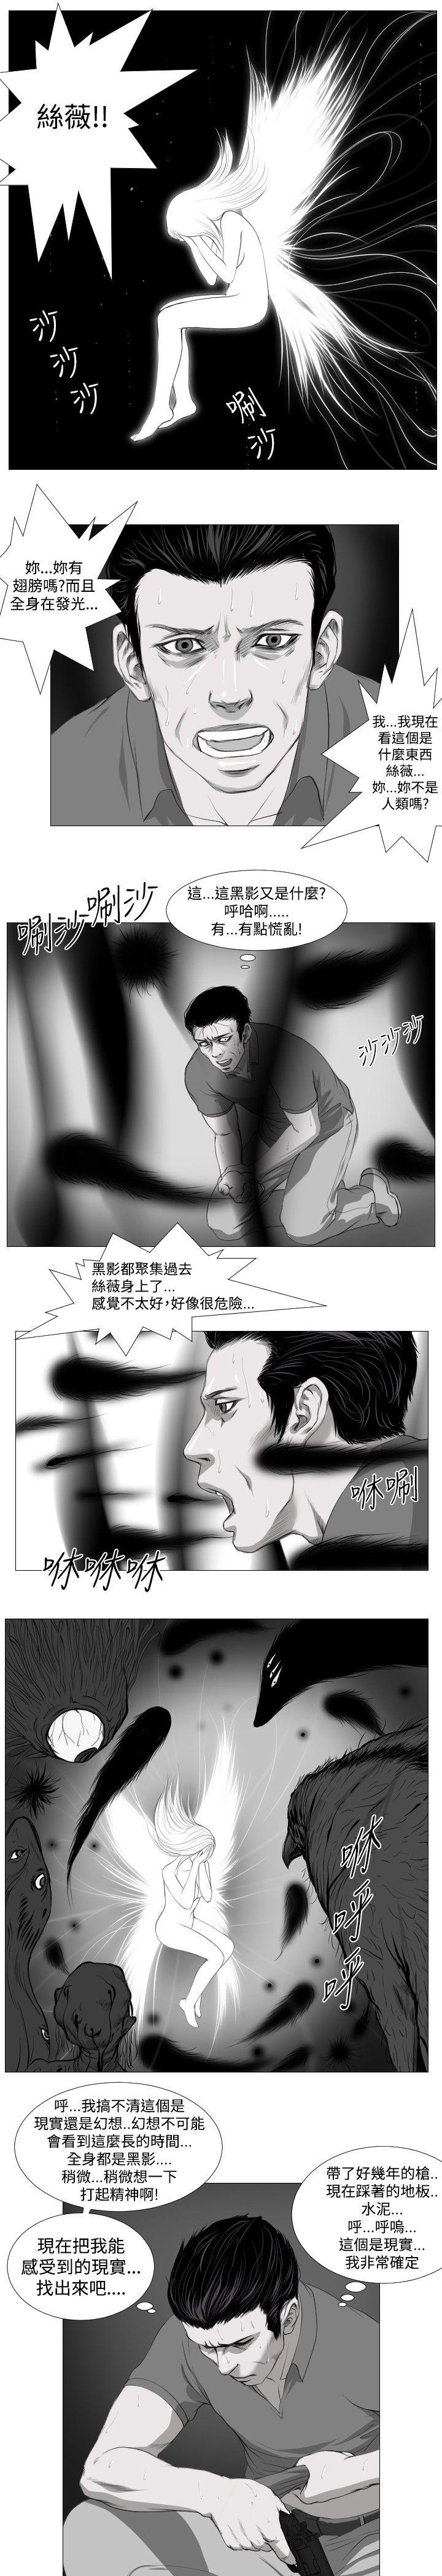 絲薇!!
沙
沙
沙
唰
沙
妳...妳有
翅膀嗎?而且
全身在發光...
我...我現在
看這個是
什麼東西
絲薇...
妳...妳不是
人類嗎?
唰沙唰沙
這...這黑影又是什麼?
呼哈啊.....
有...有點慌亂!
沙沙沙
黑影都聚集過去
絲薇身上了...
感覺不太好,好像很危險...
咻唰
咻咻咻
咻
呼
呼
呼...我搞不清這個是
現實還是幻想..幻想不可能
會看到這麼長的時間...
全身都是黑影....
稍微...稍微想一下
打起精神啊!
現在把我能
感受到的現實...
找出來吧....
帶了好幾年的槍..
現在踩著的地板..
水泥...
呼...呼嗚...
這個是現實...
我非常確定